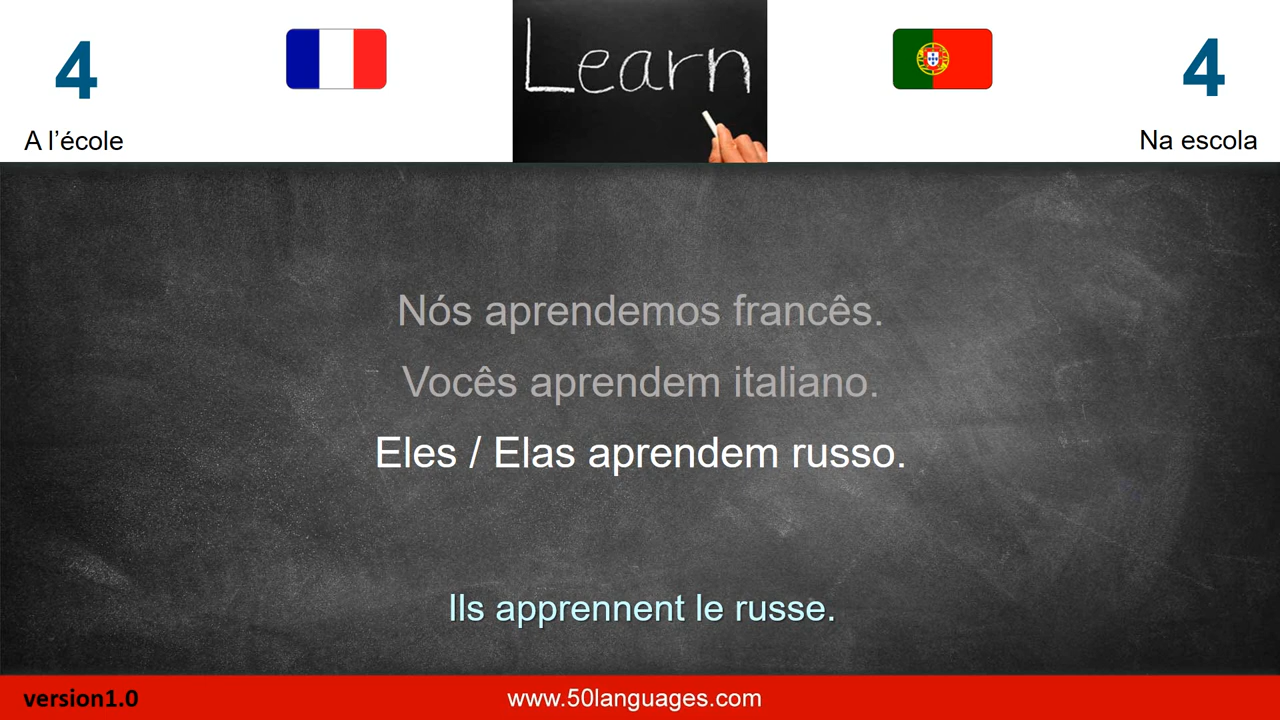 4
Learn
4
A l’école
Na escola
Nós aprendemos francês.
Vocês aprendem italiano.
Eles / Elas aprendem russo.
Ils apprennent le russe.
version1.0
www.50languages.com